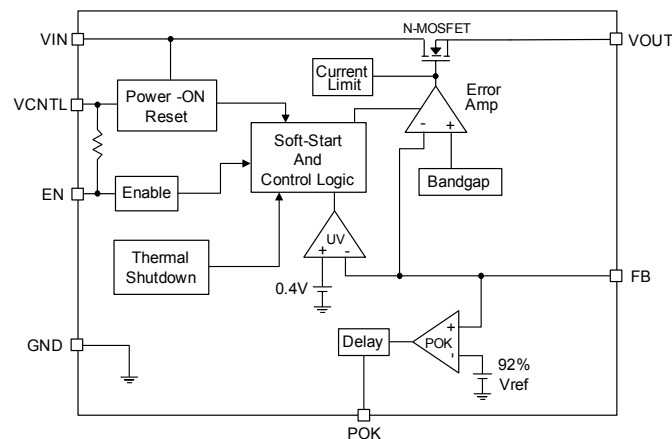 N-MOSFET
VIN
VOUT
Current
Limit
Error
Amp
VCNTL
Power -ON
Reset
- +
Soft-Start
And
Control Logic
Bandgap
EN
Enable
UV
+ -
Thermal
Shutdown
0.4V
FB
GND
Delay
+
POK
-
92%
Vref
POK